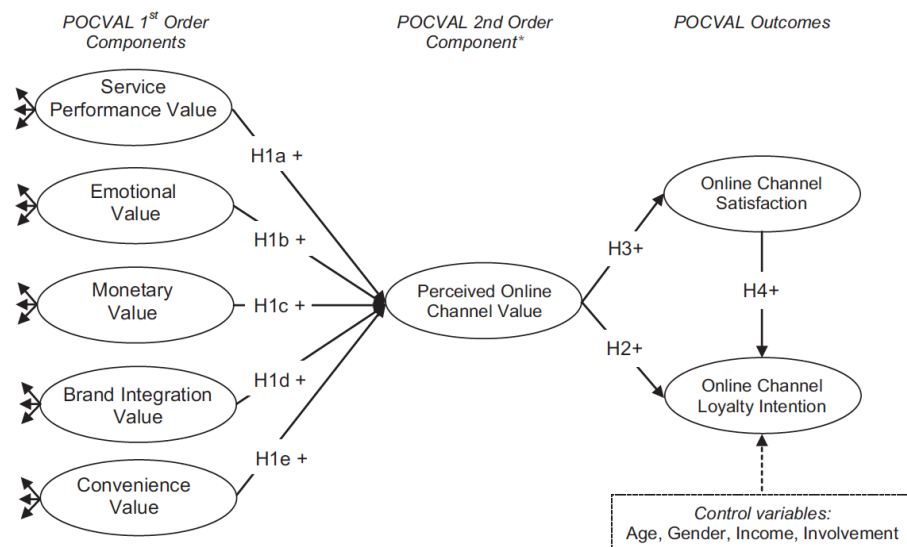 POCVAL 1st Order
Components
POCVAL 2nd Order
Component*
POCVAL Outcomes
Service
Performance Value
H1a +
Emotional
Value
H1b +
Monetary
Value
H1c +
Brand Integration
Value
H1d +
Convenience
Value
H1e +
Perceived Online
Channel Value
H3+
H2+
Online Channel
Satisfaction
H4+
Online Channel
Loyalty Intention
Control variables:
Age, Gender, Income, Involvement